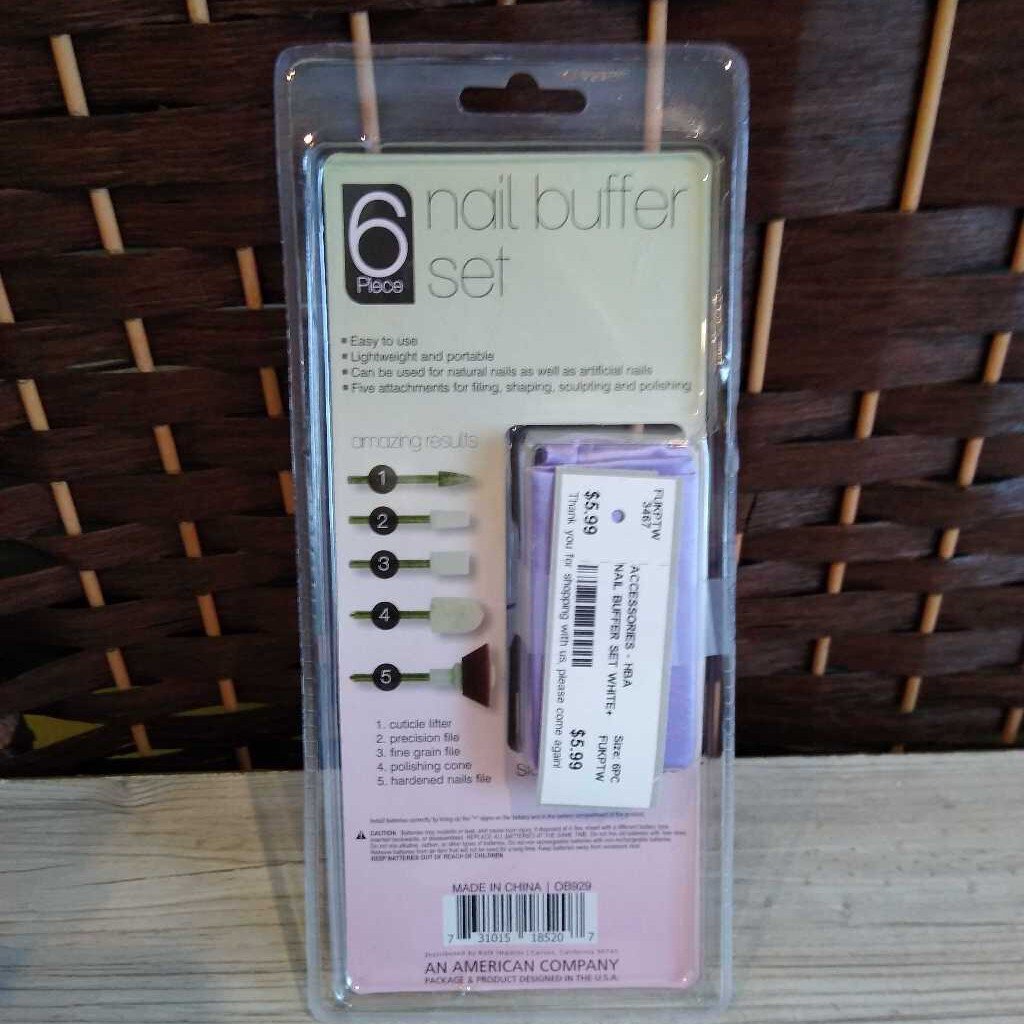 6
Piece
nail buffer
set
Easy to use
Lightweight and portable
Can be used for natural nails as well as artificial nails
Five attachments for filing, shaping, sculpting and polishing
amazing results
1
2
3
4
5
1. cuticle lifter
2. precision file
3. fine grain file
4. polishing cone
5. hardened nails file
FUKPTW
3467
ACCESSORIES - HBA
NAIL BUFFER SET WHITE+
Size: 6PC
FUKPTW
$5.99
$5.99
Thank you for shopping with us, please come again!
CAUTION
KEEP BATTERIES OUT OF REACH OF CHILDREN
MADE IN CHINA | OB929
7 31015 18520 7
AN AMERICAN COMPANY
PACKAGE & PRODUCT DESIGNED IN THE U.S.A.